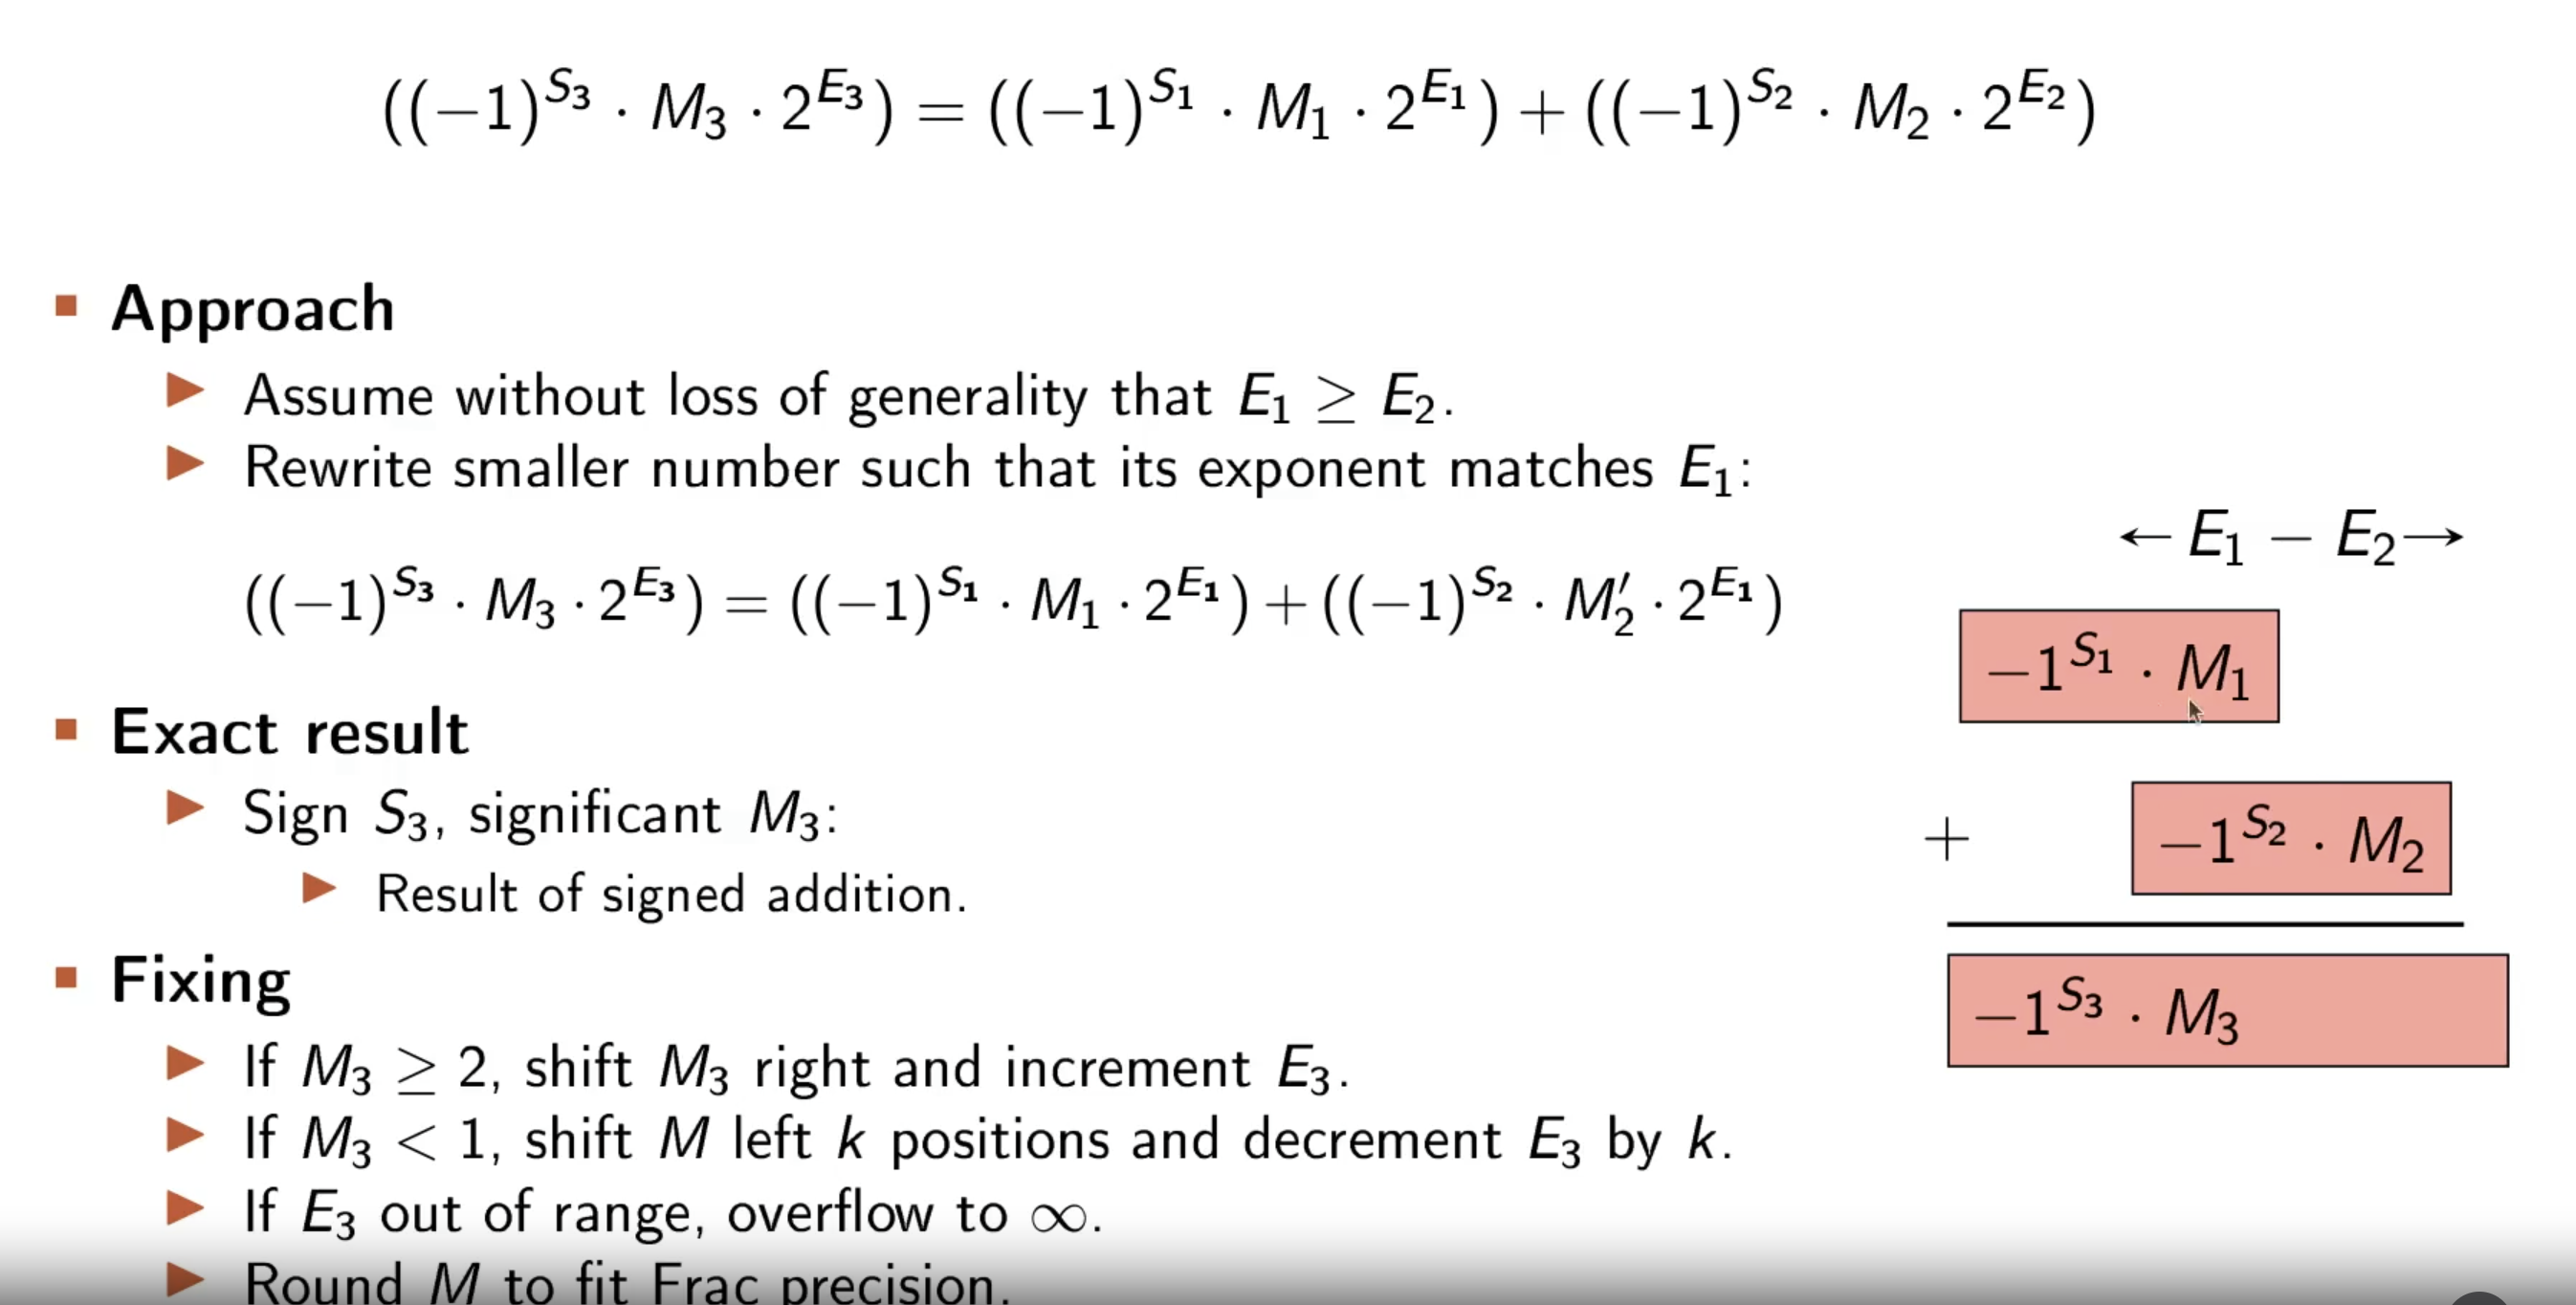 ((−1)^{S₃} · M₃ · 2^{E₃}) = ((−1)^{S₁} · M₁ · 2^{E₁}) + ((−1)^{S₂} · M₂ · 2^{E₂})
Approach
Assume without loss of generality that E₁ ≥ E₂.
Rewrite smaller number such that its exponent matches E₁:
((−1)^{S₃} · M₃ · 2^{E₃}) = ((−1)^{S₁} · M₁ · 2^{E₁}) + ((−1)^{S₂} · M₂′ · 2^{E₁})
Exact result
Sign S₃, significant M₃:
Result of signed addition.
Fixing
If M₃ ≥ 2, shift M₃ right and increment E₃.
If M₃ < 1, shift M left k positions and decrement E₃ by k.
If E₃ out of range, overflow to ∞.
Round M to fit Frac precision.
← E₁ − E₂ →
−1^{S₁} · M₁
+ −1^{S₂} · M₂
−1^{S₃} · M₃